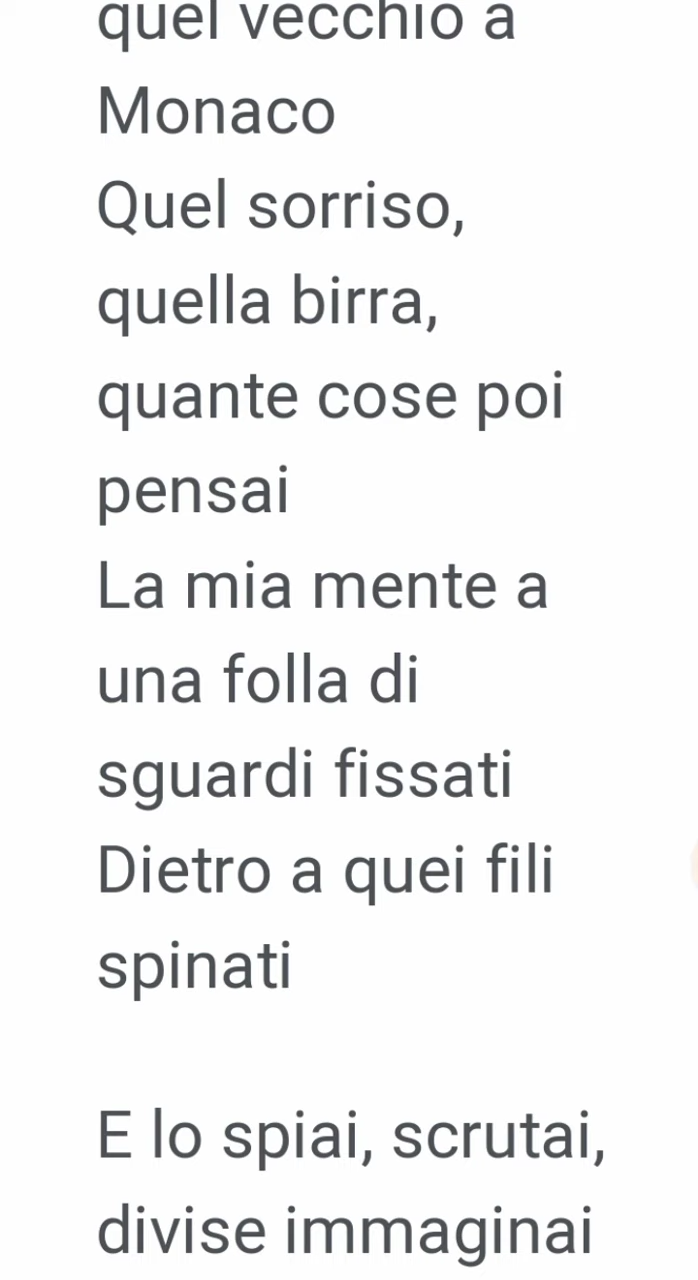 quel vecchio a
Monaco
Quel sorriso,
quella birra,
quante cose poi
pensai
La mia mente a
una folla di
sguardi fissati
Dietro a quei fili
spinati
E lo spiai, scrutai,
divise immaginai